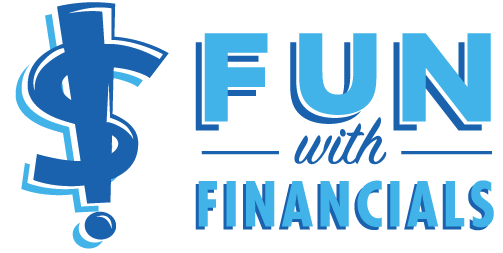 $
FUN
with
FINANCIALS